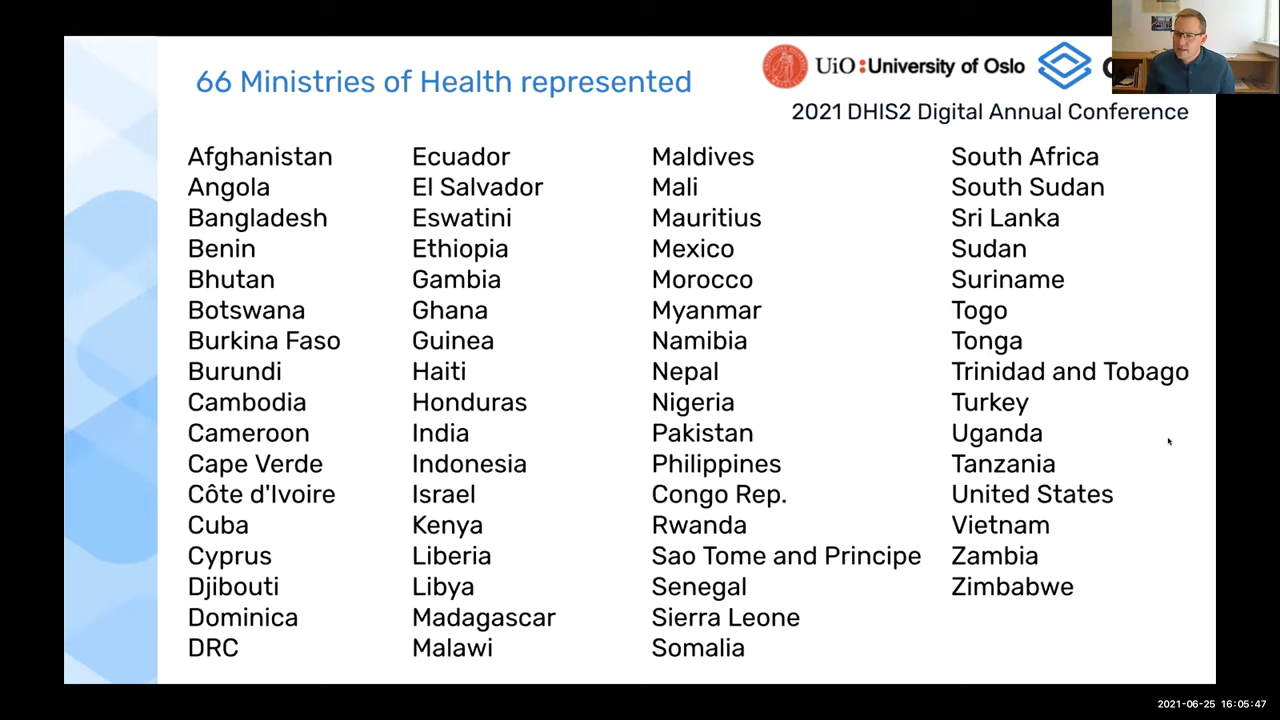 66 Ministries of Health represented
UiO:University of Oslo
2021 DHIS2 Digital Annual Conference
Afghanistan
Angola
Bangladesh
Benin
Bhutan
Botswana
Burkina Faso
Burundi
Cambodia
Cameroon
Cape Verde
Côte d'Ivoire
Cuba
Cyprus
Djibouti
Dominica
DRC
Ecuador
El Salvador
Eswatini
Ethiopia
Gambia
Ghana
Guinea
Haiti
Honduras
India
Indonesia
Israel
Kenya
Liberia
Libya
Madagascar
Malawi
Maldives
Mali
Mauritius
Mexico
Morocco
Myanmar
Namibia
Nepal
Nigeria
Pakistan
Philippines
Congo Rep.
Rwanda
Sao Tome and Principe
Senegal
Sierra Leone
Somalia
South Africa
South Sudan
Sri Lanka
Sudan
Suriname
Togo
Tonga
Trinidad and Tobago
Turkey
Uganda
Tanzania
United States
Vietnam
Zambia
Zimbabwe
2021-06-25 16:05:47